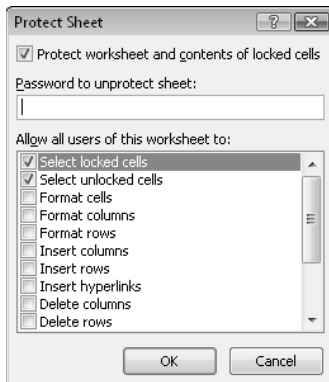 Protect Sheet
Protect worksheet and contents of locked cells
Password to unprotect sheet:
Allow all users of this worksheet to:
Select locked cells
Select unlocked cells
Format cells
Format columns
Format rows
Insert columns
Insert rows
Insert hyperlinks
Delete columns
Delete rows
OK Cancel